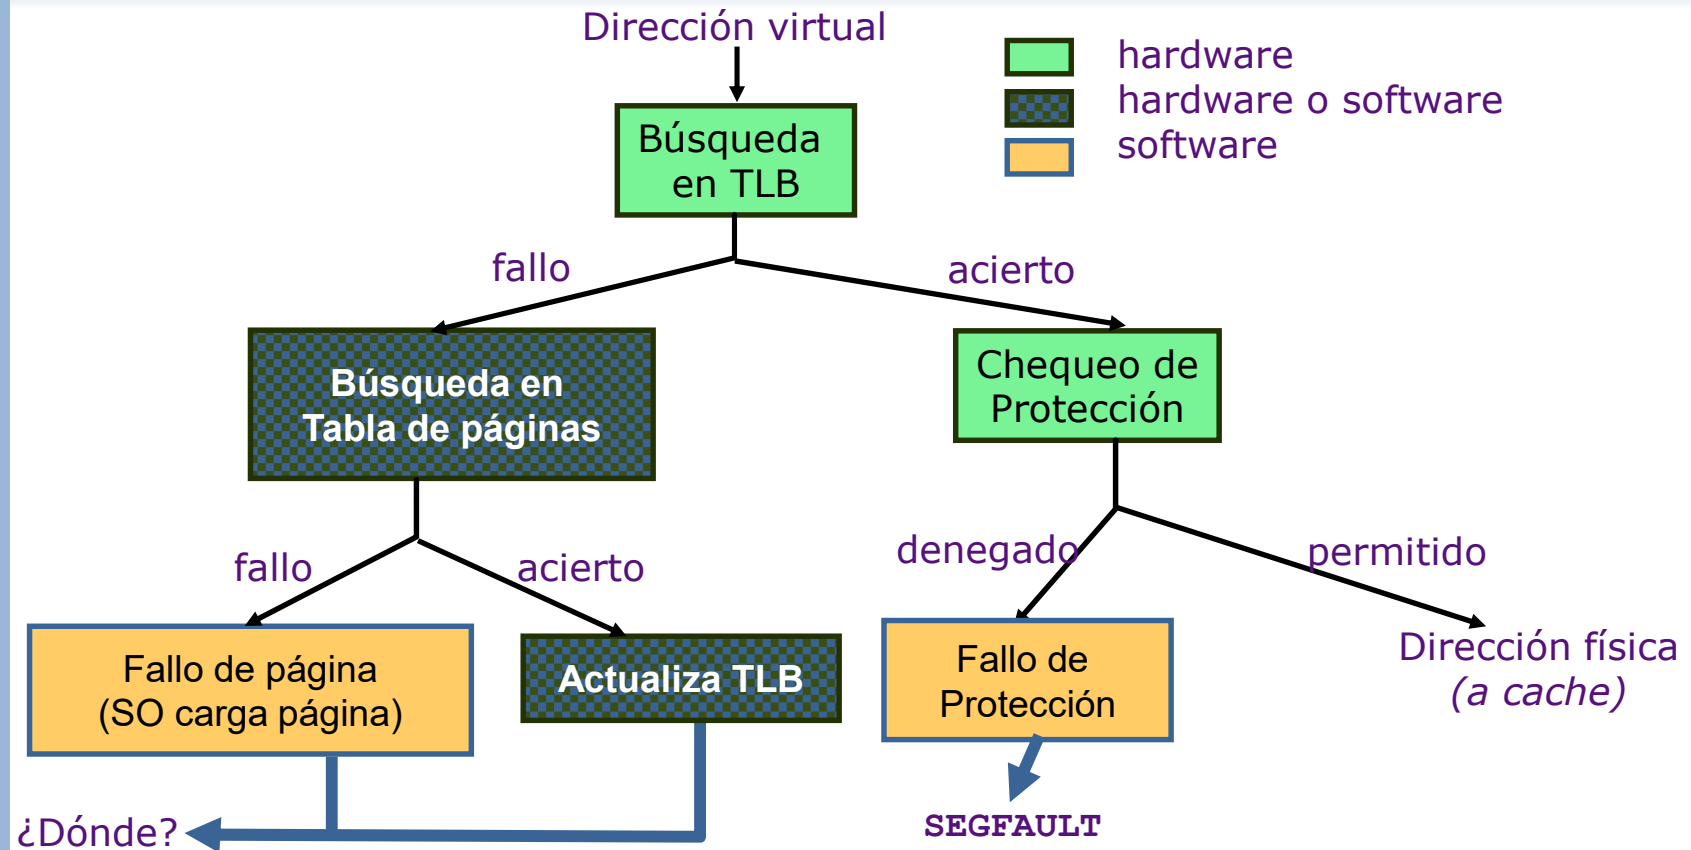 Dirección virtual
hardware
hardware o software
software
Búsqueda
en TLB
fallo
acierto
Búsqueda en
Tabla de páginas
Chequeo de
Protección
fallo
acierto
denegado
permitido
Fallo de página
(SO carga página)
Actualiza TLB
Fallo de
Protección
Dirección física
(a cache)
¿Dónde?
SEGFAULT